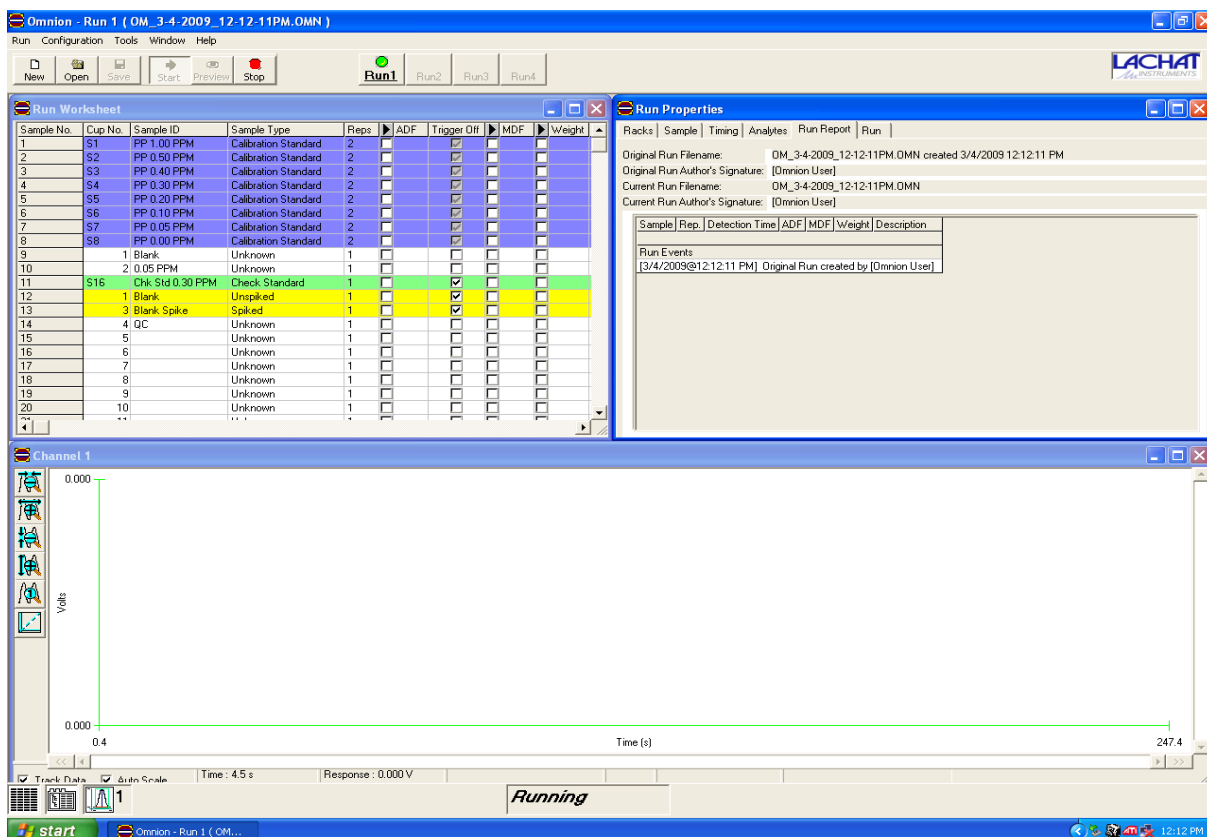 Omnion - Run 1 ( OM_3-4-2009_12-12-11PM.OMN )
Run Configuration Tools Window Help
New Open Save Start Preview Stop Run1 Run2 Run3 Run4
LACHAT
INSTRUMENTS
Run Worksheet
Sample No. Cup No. Sample ID Sample Type Reps ADF Trigger Off MDF Weight
1 S1 PP 1.00 PPM Calibration Standard 2
2 S2 PP 0.50 PPM Calibration Standard 2
3 S3 PP 0.40 PPM Calibration Standard 2
4 S4 PP 0.30 PPM Calibration Standard 2
5 S5 PP 0.20 PPM Calibration Standard 2
6 S6 PP 0.10 PPM Calibration Standard 2
7 S7 PP 0.05 PPM Calibration Standard 2
8 S8 PP 0.00 PPM Calibration Standard 2
9 1 Blank Unknown 1
10 2 0.05 PPM Unknown 1
11 S16 Chk Std 0.30 PPM Check Standard 1
12 1 Blank Unspiked 1
13 3 Blank Spike Spiked 1
14 4 QC Unknown 1
15 5 Unknown 1
16 6 Unknown 1
17 7 Unknown 1
18 8 Unknown 1
19 9 Unknown 1
20 10 Unknown 1
Run Properties
Racks Sample Timing Analytes Run Report Run
Original Run Filename: OM_3-4-2009_12-12-11PM.OMN created 3/4/2009 12:12:11 PM
Original Run Author's Signature: [Omnion User]
Current Run Filename: OM_3-4-2009_12-12-11PM.OMN
Current Run Author's Signature: [Omnion User]
Sample Rep. Detection Time ADF MDF Weight Description
Run Events
[3/4/2009@12:12:11 PM] Original Run created by [Omnion User]
Channel 1
0.000
Volts
0.000
0.4 Time (s) 247.4
Track Data Auto Scale Time : 4.5 s Response : 0.000 V
1 Running
start Omnion - Run 1 ( OM... 12:12 PM